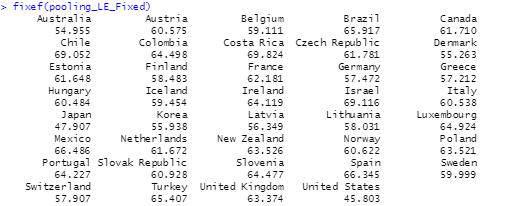 > fixef(pooling_LE_Fixed)
Australia Austria Belgium Brazil Canada
54.955 60.575 59.111 65.917 61.710
Chile Colombia Costa Rica Czech Republic Denmark
69.052 64.498 69.824 61.781 55.263
Estonia Finland France Germany Greece
61.648 58.483 62.181 57.472 57.212
Hungary Iceland Ireland Israel Italy
60.484 59.454 64.119 69.116 60.538
Japan Korea Latvia Lithuania Luxembourg
47.907 55.938 56.349 58.031 64.924
Mexico Netherlands New Zealand Norway Poland
66.486 61.672 63.526 60.622 63.521
Portugal Slovak Republic Slovenia Spain Sweden
64.227 60.928 64.477 66.345 59.999
Switzerland Turkey United Kingdom United States
57.907 65.407 63.374 45.803